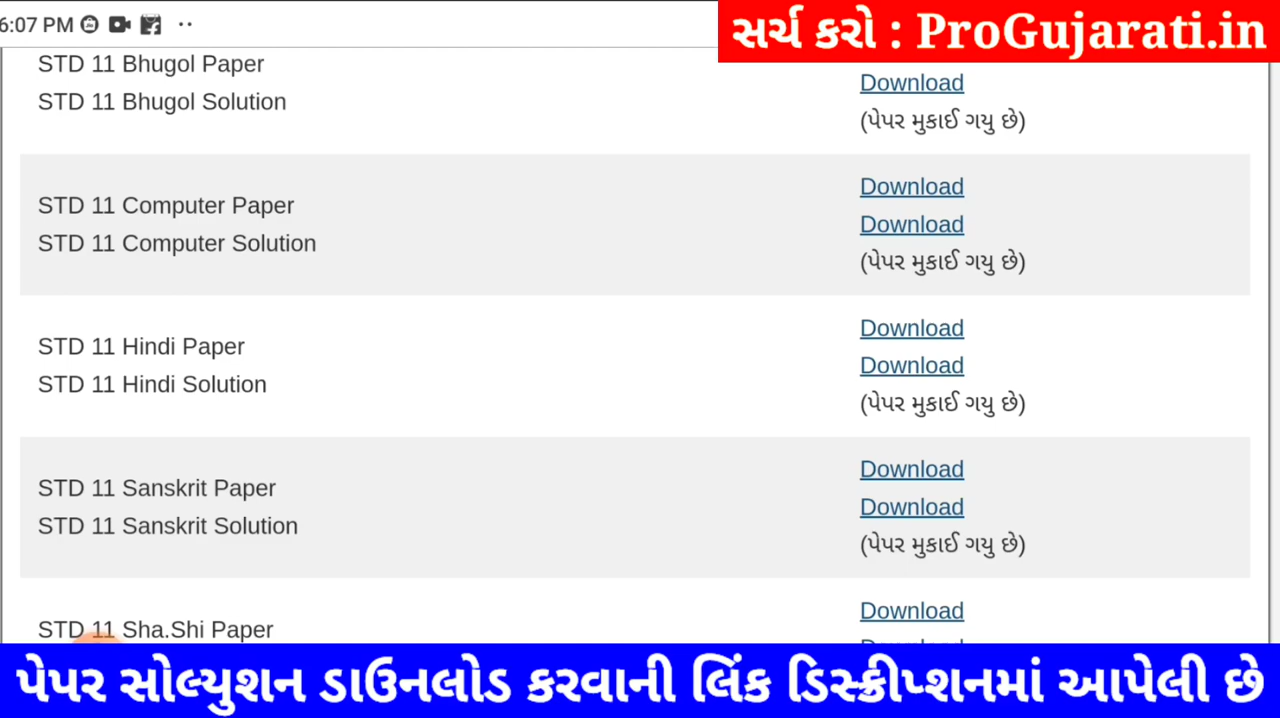 6:07 PM
સર્ચ કરો : ProGujarati.in
STD 11 Bhugol Paper
STD 11 Bhugol Solution
Download
(પેપર મુકાઈ ગયુ છે)
STD 11 Computer Paper
STD 11 Computer Solution
Download
Download
(પેપર મુકાઈ ગયુ છે)
STD 11 Hindi Paper
STD 11 Hindi Solution
Download
Download
(પેપર મુકાઈ ગયુ છે)
STD 11 Sanskrit Paper
STD 11 Sanskrit Solution
Download
Download
(પેપર મુકાઈ ગયુ છે)
STD 11 Sha.Shi Paper
Download
પેપર સોલ્યુશન ડાઉનલોડ કરવાની લિંક ડિસ્ક્રીપ્શનમાં આપેલી છે